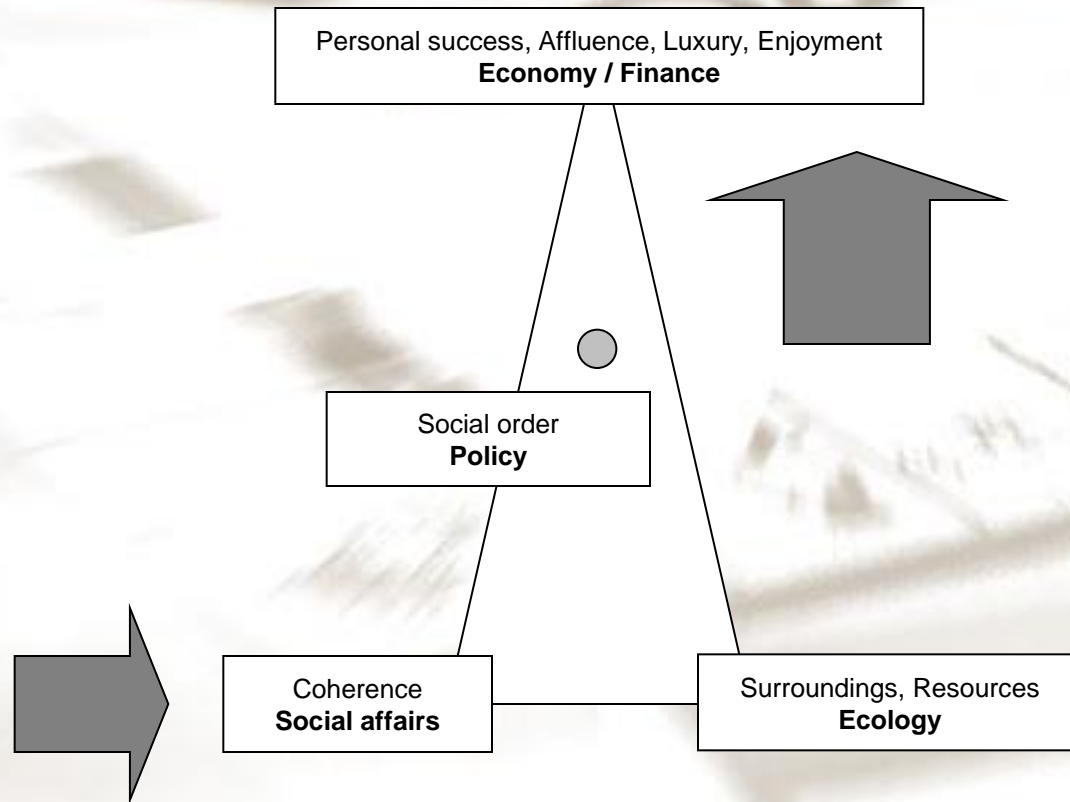 Personal success, Affluence, Luxury, Enjoyment
Economy / Finance
Social order
Policy
Coherence
Social affairs
Surroundings, Resources
Ecology